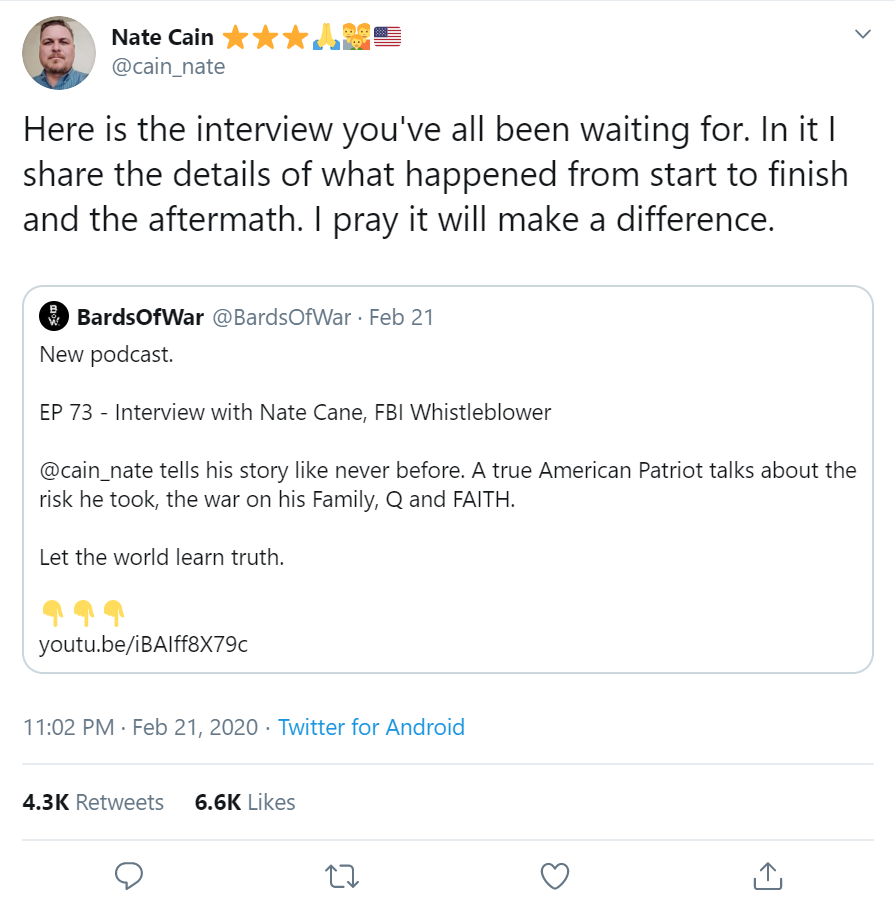 Nate Cain ⭐⭐⭐🙏👨‍👩‍👦🇺🇸
@cain_nate
Here is the interview you've all been waiting for. In it I
share the details of what happened from start to finish
and the aftermath. I pray it will make a difference.
BardsOfWar @BardsOfWar · Feb 21
New podcast.
EP 73 - Interview with Nate Cane, FBI Whistleblower
@cain_nate tells his story like never before. A true American Patriot talks about the
risk he took, the war on his Family, Q and FAITH.
Let the world learn truth.
👇👇👇
youtu.be/iBAIff8X79c
11:02 PM · Feb 21, 2020 · Twitter for Android
4.3K Retweets 6.6K Likes